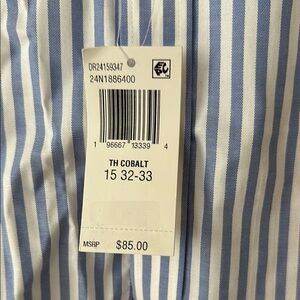 DR24159347
24N1886400
1 96667 13339 4
TH COBALT
15 32-33
MSRP $85.00